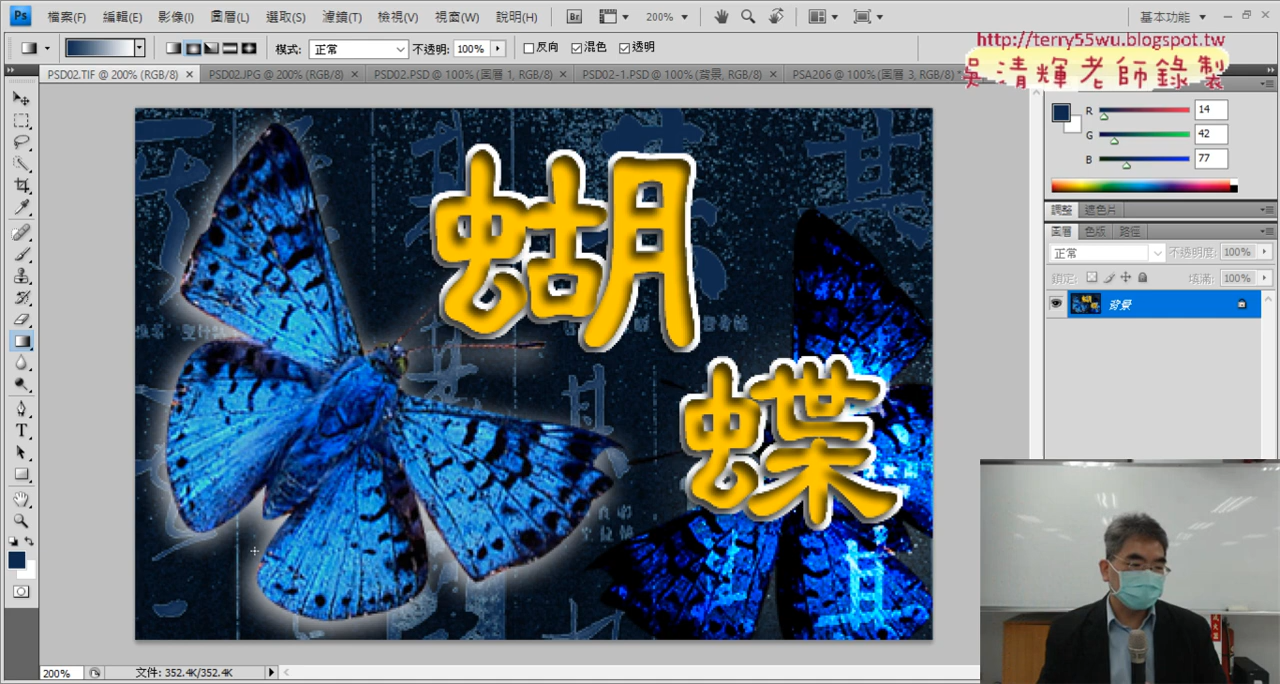 Ps 檔案(F) 編輯(E) 影像(I) 圖層(L) 選取(S) 濾鏡(T) 檢視(V) 視窗(W) 說明(H) Br 200% 基本功能
模式: 正常 不透明: 100% 反向 混色 透明
http://terry55wu.blogspot.tw
吳清輝老師錄製
PSD02.TIF @ 200% (RGB/8) PSD02.JPG @ 200% (RGB/8) PSD02.PSD @ 100% (圖層 1, RGB/8) PSD02-1.PSD @ 100% (背景, RGB/8) PSA206 @ 100% (圖層 3, RGB/8)
R 14
G 42
B 77
調整 遮色片
圖層 色版 路徑
正常 不透明度: 100%
鎖定: 填滿: 100%
背景
蝴
蝶
其
T
200% 文件: 352.4K/352.4K